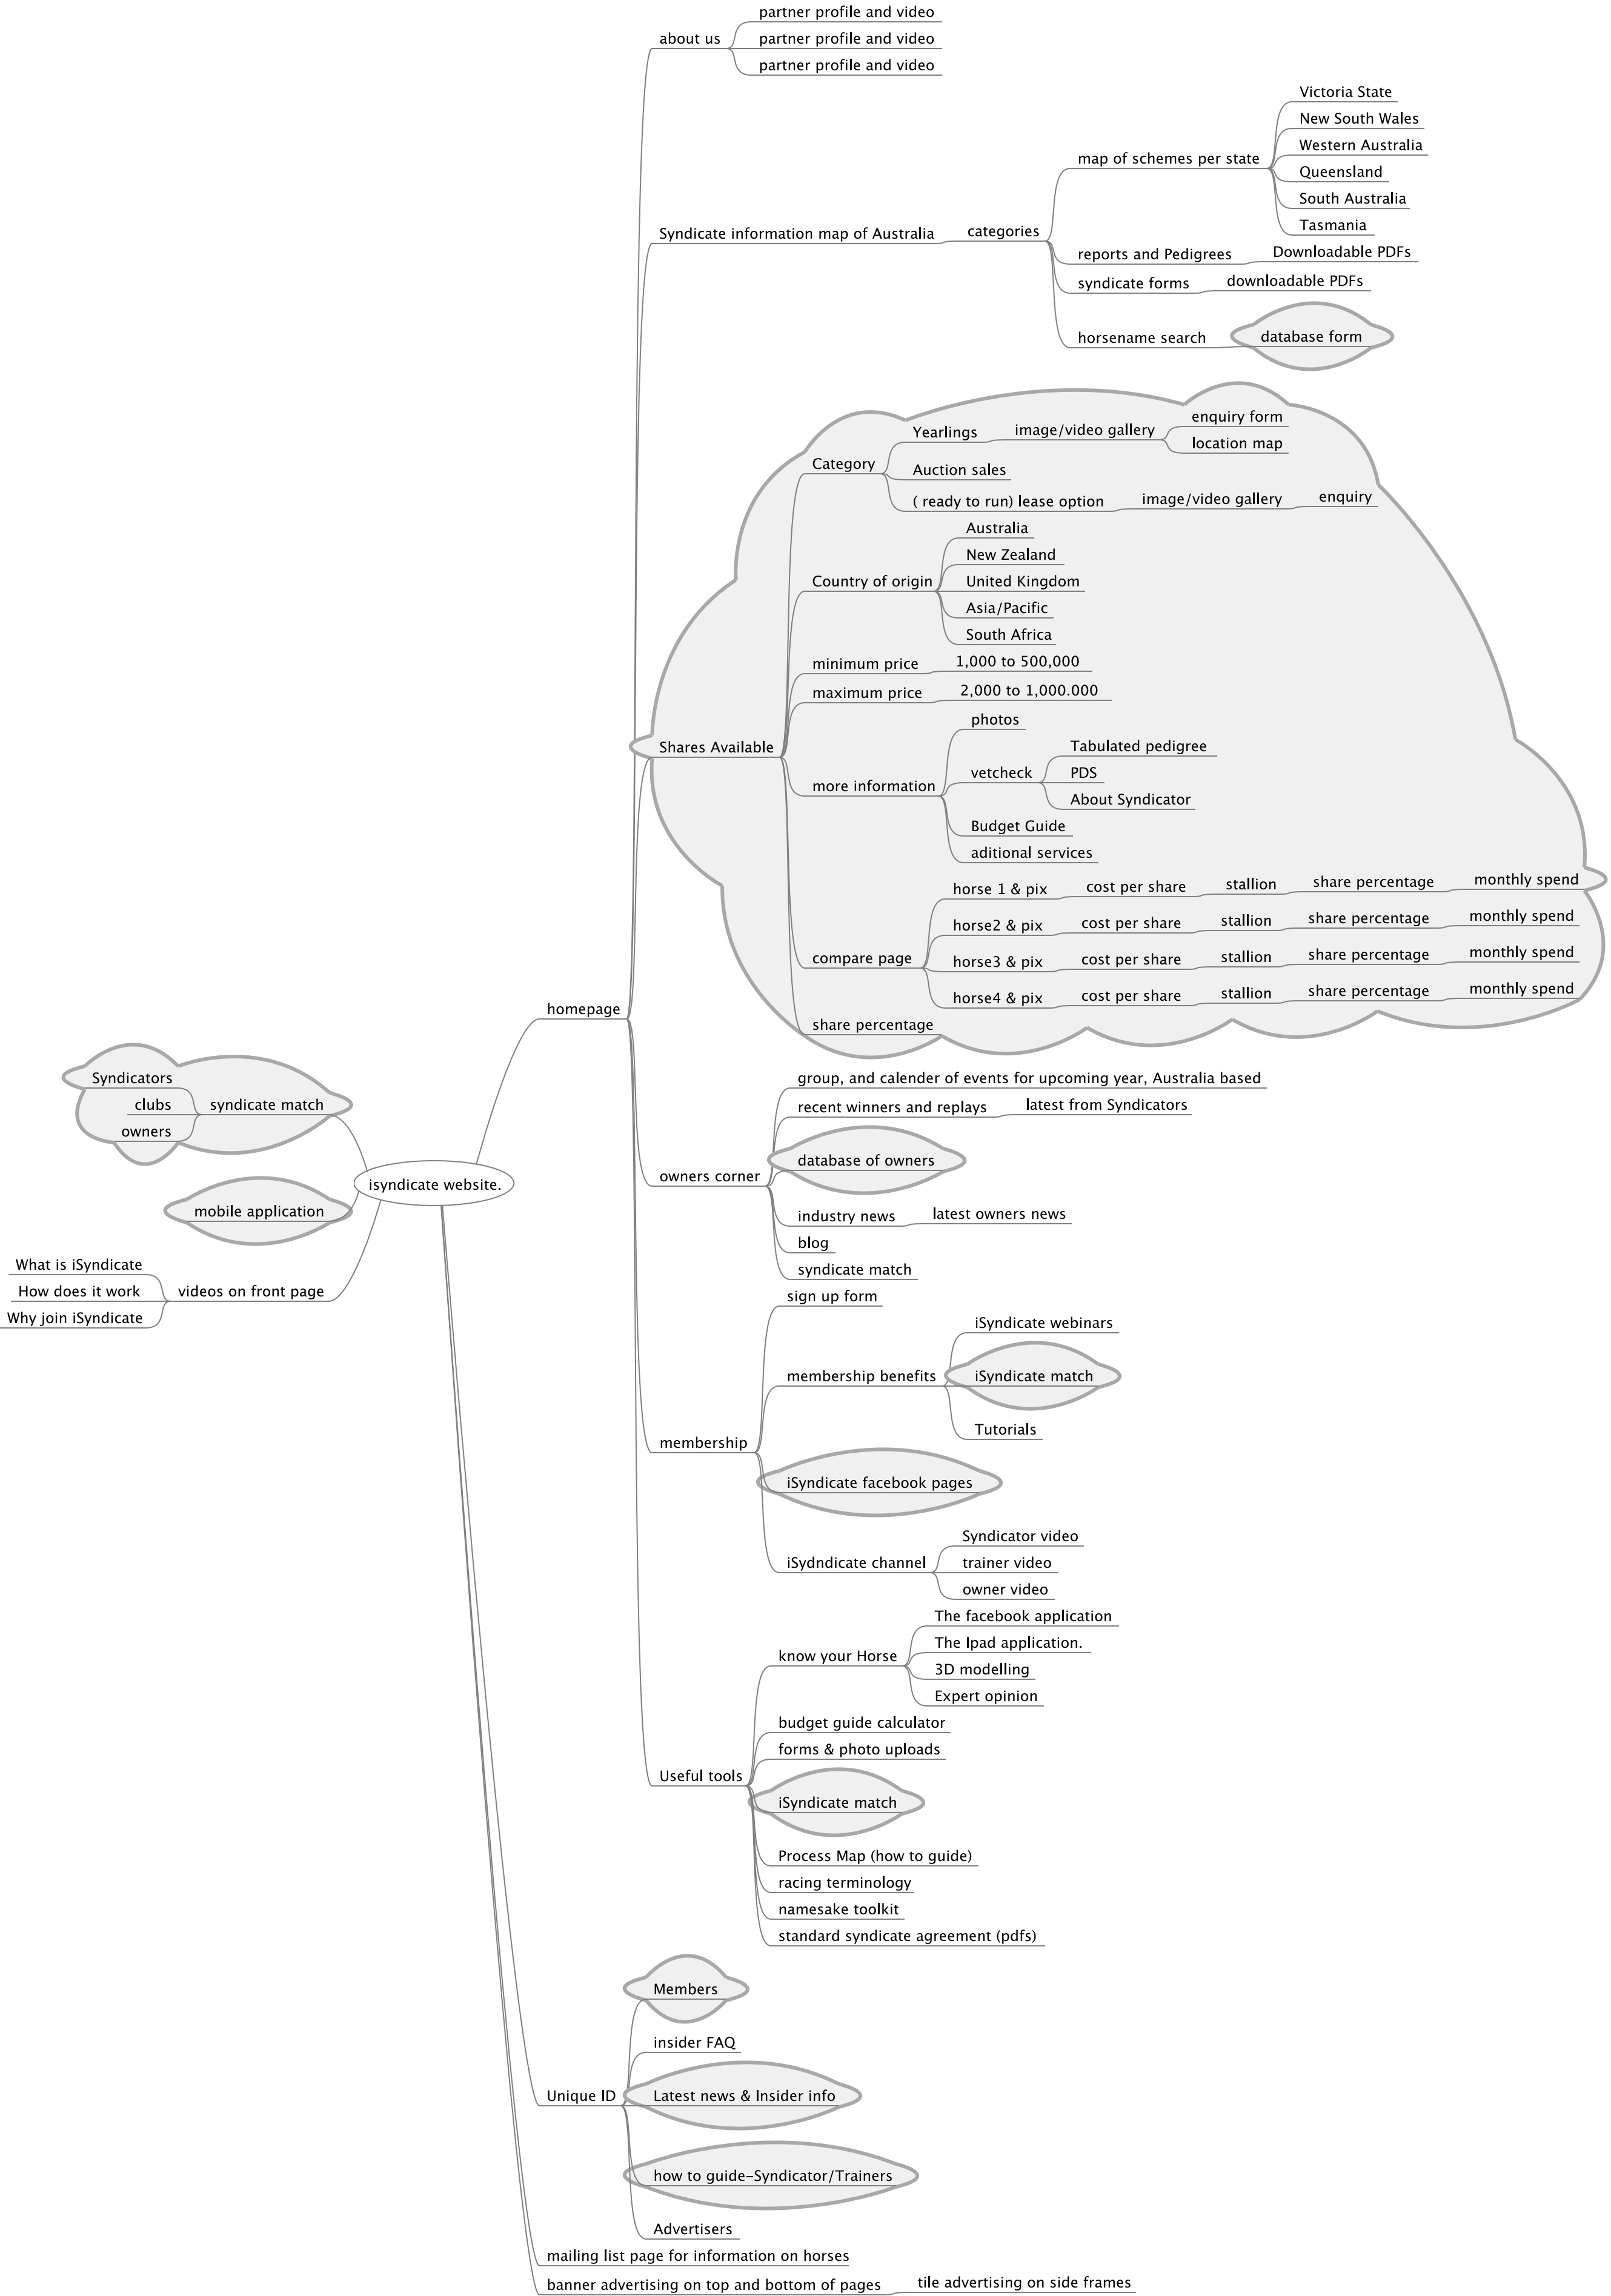 partner profile and video
about us
partner profile and video
partner profile and video
Victoria State
New South Wales
map of schemes per state
Western Australia
Queensland
South Australia
Tasmania
Syndicate information map of Australia
categories
reports and Pedigrees
Downloadable PDFs
syndicate forms
downloadable PDFs
horsename search
database form
enquiry form
Yearlings
image/video gallery
location map
Category
Auction sales
( ready to run) lease option
image/video gallery
enquiry
Australia
New Zealand
Country of origin
United Kingdom
Asia/Pacific
South Africa
minimum price
1,000 to 500,000
maximum price
2,000 to 1,000.000
photos
Shares Available
Tabulated pedigree
vetcheck
PDS
more information
About Syndicator
Budget Guide
aditional services
horse 1 & pix
cost per share
stallion
share percentage
monthly spend
horse2 & pix
cost per share
stallion
share percentage
monthly spend
compare page
horse3 & pix
cost per share
stallion
share percentage
monthly spend
horse4 & pix
cost per share
stallion
share percentage
monthly spend
homepage
share percentage
Syndicators
clubs
syndicate match
owners
group, and calender of events for upcoming year, Australia based
recent winners and replays
latest from Syndicators
database of owners
owners corner
isyndicate website.
mobile application
industry news
latest owners news
blog
syndicate match
What is iSyndicate
How does it work
videos on front page
Why join iSyndicate
sign up form
iSyndicate webinars
membership benefits
iSyndicate match
Tutorials
membership
iSyndicate facebook pages
Syndicator video
iSydndicate channel
trainer video
owner video
The facebook application
know your Horse
The Ipad application.
3D modelling
Expert opinion
budget guide calculator
forms & photo uploads
Useful tools
iSyndicate match
Process Map (how to guide)
racing terminology
namesake toolkit
standard syndicate agreement (pdfs)
Members
insider FAQ
Unique ID
Latest news & Insider info
how to guide-Syndicator/Trainers
Advertisers
mailing list page for information on horses
banner advertising on top and bottom of pages
tile advertising on side frames